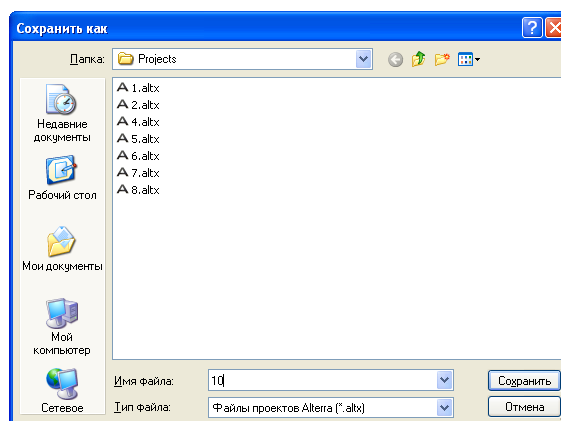 Сохранить как
Папка: Projects
1.altx
2.altx
4.altx
5.altx
6.altx
7.altx
8.altx
Недавние
документы
Рабочий стол
Мои документы
Мой
компьютер
Сетевое
Имя файла: 10 Сохранить
Тип файла: Файлы проектов Alterra (*.altx) Отмена